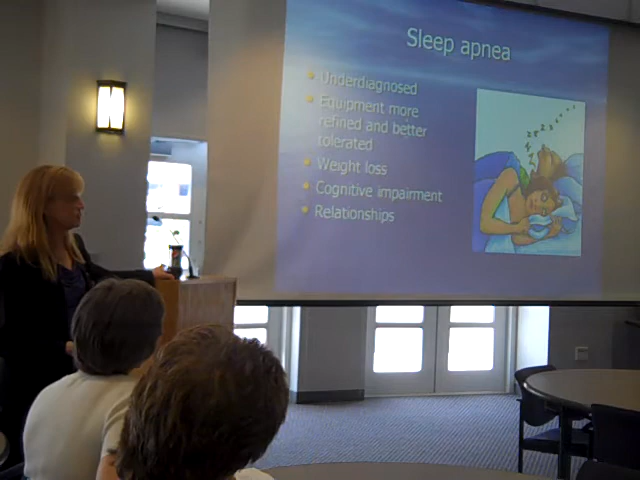 Sleep apnea
Underdiagnosed
Equipment more
refined and better
tolerated
Weight loss
Cognitive impairment
Relationships